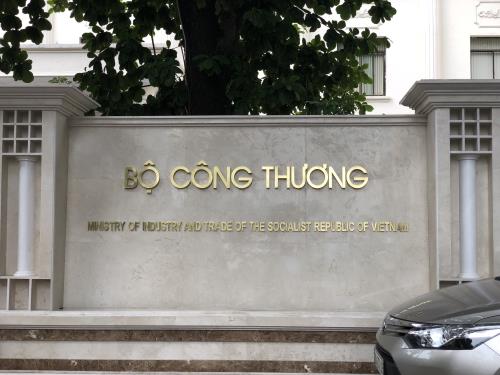 BỘ CÔNG THƯƠNG
MINISTRY OF INDUSTRY AND TRADE OF THE SOCIALIST REPUBLIC OF VIETNAM